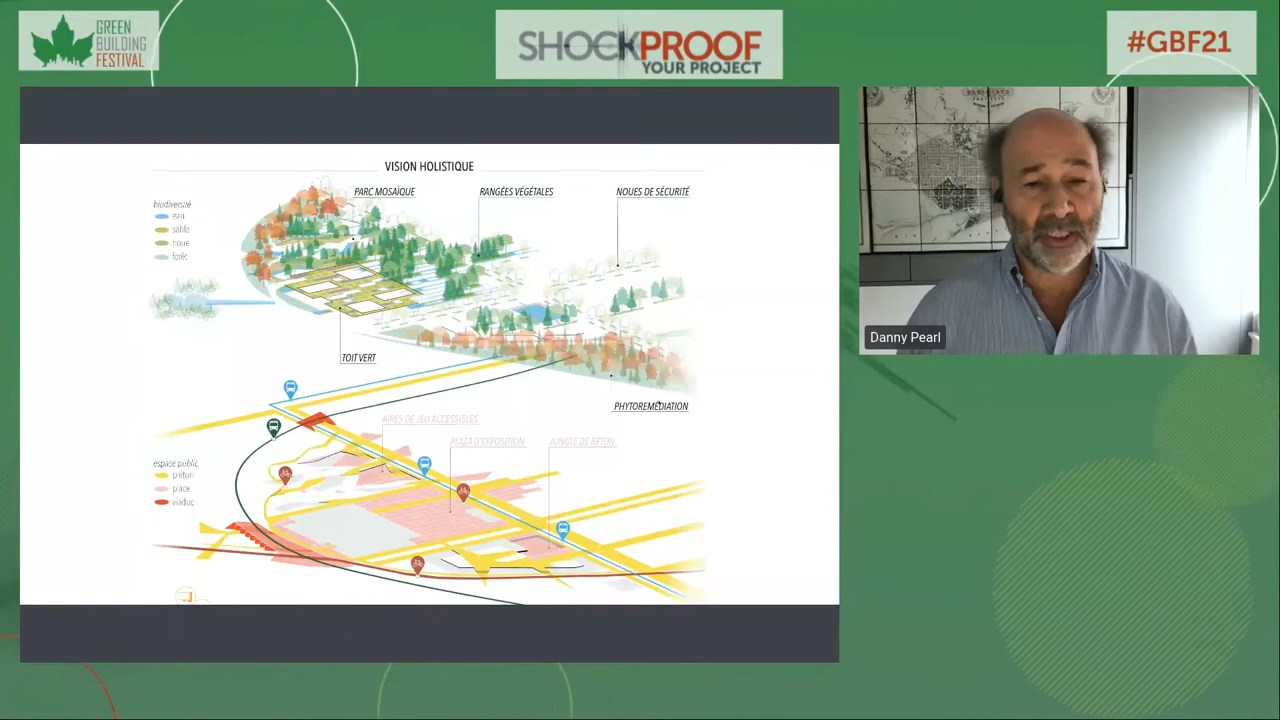 GREEN
BUILDING
FESTIVAL
SHOCKPROOF
YOUR PROJECT
#GBF21
VISION HOLISTIQUE
PARC MOSAÏQUE
RANGÉES VÉGÉTALES
NOUES DE SÉCURITÉ
biodiversité
eau
sable
noue
forêt
TOIT VERT
PHYTOREMÉDIATION
AIRES DE JEU ACCESSIBLES
PLAZA D'EXPOSITION
JUNGLE DE BÉTON
espace public
piéton
place
viaduc
Danny Pearl